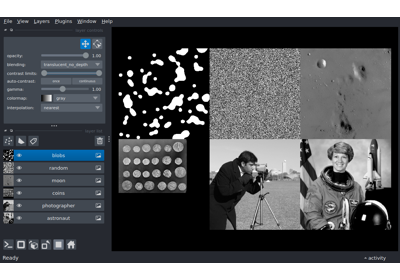 File View Layers Plugins Window Help
opacity: 1.00
blending: translucent_no_depth
contrast limits:
auto-contrast: once continuous
gamma: 1.00
colormap: gray
interpolation: nearest
blobs
random
moon
coins
photographer
astronaut
Ready
activity